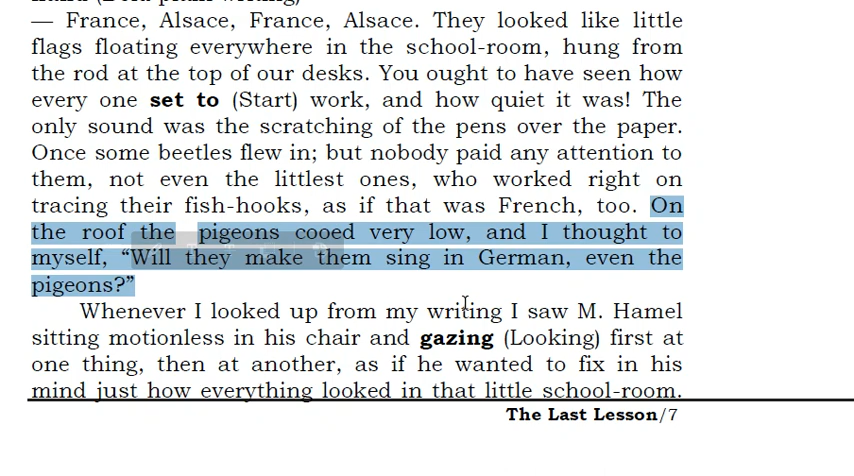 — France, Alsace, France, Alsace. They looked like little
flags floating everywhere in the school-room, hung from
the rod at the top of our desks. You ought to have seen how
every one set to (Start) work, and how quiet it was! The
only sound was the scratching of the pens over the paper.
Once some beetles flew in; but nobody paid any attention to
them, not even the littlest ones, who worked right on
tracing their fish-hooks, as if that was French, too. On
the roof the pigeons cooed very low, and I thought to
myself, “Will they make them sing in German, even the
pigeons?”
Whenever I looked up from my writing I saw M. Hamel
sitting motionless in his chair and gazing (Looking) first at
one thing, then at another, as if he wanted to fix in his
mind just how everything looked in that little school-room.
The Last Lesson/7